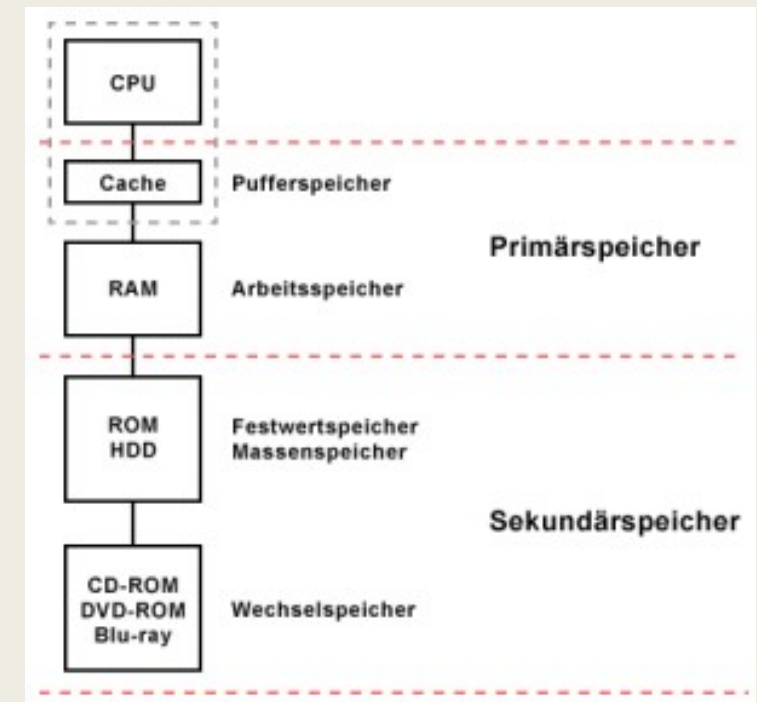 CPU
Cache
Pufferspeicher
Primärspeicher
RAM
Arbeitsspeicher
ROM
HDD
Festwertspeicher
Massenspeicher
Sekundärspeicher
CD-ROM
DVD-ROM
Blu-ray
Wechselspeicher